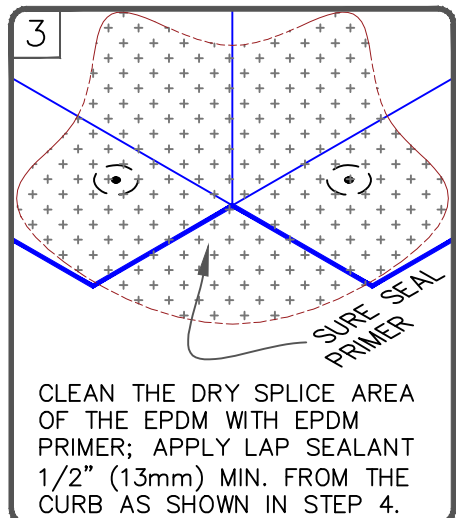 3
SURE SEAL
PRIMER
CLEAN THE DRY SPLICE AREA
OF THE EPDM WITH EPDM
PRIMER; APPLY LAP SEALANT
1/2" (13mm) MIN. FROM THE
CURB AS SHOWN IN STEP 4.